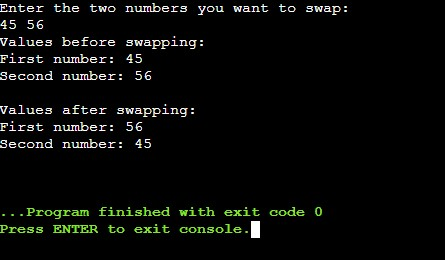 Enter the two numbers you want to swap:
45 56
Values before swapping:
First number: 45
Second number: 56
Values after swapping:
First number: 56
Second number: 45
...Program finished with exit code 0
Press ENTER to exit console.